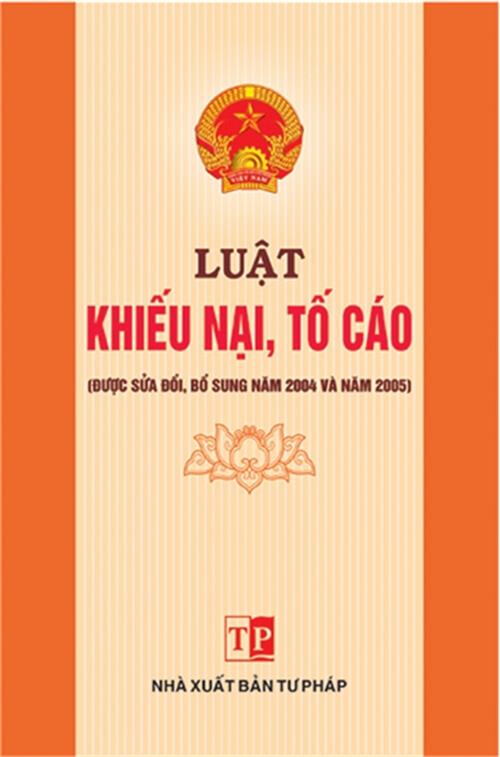 VIỆT NAM
LUẬT
KHIẾU NẠI, TỐ CÁO
(ĐƯỢC SỬA ĐỔI, BỔ SUNG NĂM 2004 VÀ NĂM 2005)
TP
NHÀ XUẤT BẢN TƯ PHÁP